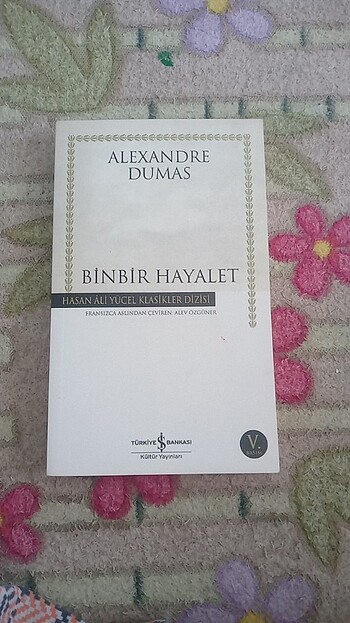 ALEXANDRE
DUMAS
BİNBİR HAYALET
HASAN ÂLİ YÜCEL KLASİKLER DİZİSİ
FRANSIZCA ASLINDAN ÇEVİREN: ALEV ÖZGÜNER
TÜRKİYE İŞ BANKASI
Kültür Yayınları
V.
BASIM